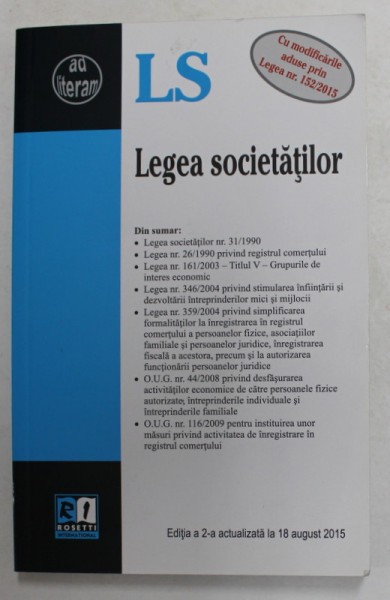 ad
literam
LS
Cu modificările
aduse prin
Legea nr. 152/2015
Legea societăţilor
Din sumar:
• Legea societăţilor nr. 31/1990
• Legea nr. 26/1990 privind registrul comerţului
• Legea nr. 161/2003 – Titlul V – Grupurile de
interes economic
• Legea nr. 346/2004 privind stimularea înfiinţării şi
dezvoltării întreprinderilor mici şi mijlocii
• Legea nr. 359/2004 privind simplificarea
formalităţilor la înregistrarea în registrul
comerţului a persoanelor fizice, asociaţiilor
familiale şi persoanelor juridice, înregistrarea
fiscală a acestora, precum şi la autorizarea
funcţionării persoanelor juridice
• O.U.G. nr. 44/2008 privind desfăşurarea
activităţilor economice de către persoanele fizice
autorizate, întreprinderile individuale şi
întreprinderile familiale
• O.U.G. nr. 116/2009 pentru instituirea unor
măsuri privind activitatea de înregistrare în
registrul comerţului
R I
ROSETTI
INTERNATIONAL
Ediţia a 2-a actualizată la 18 august 2015